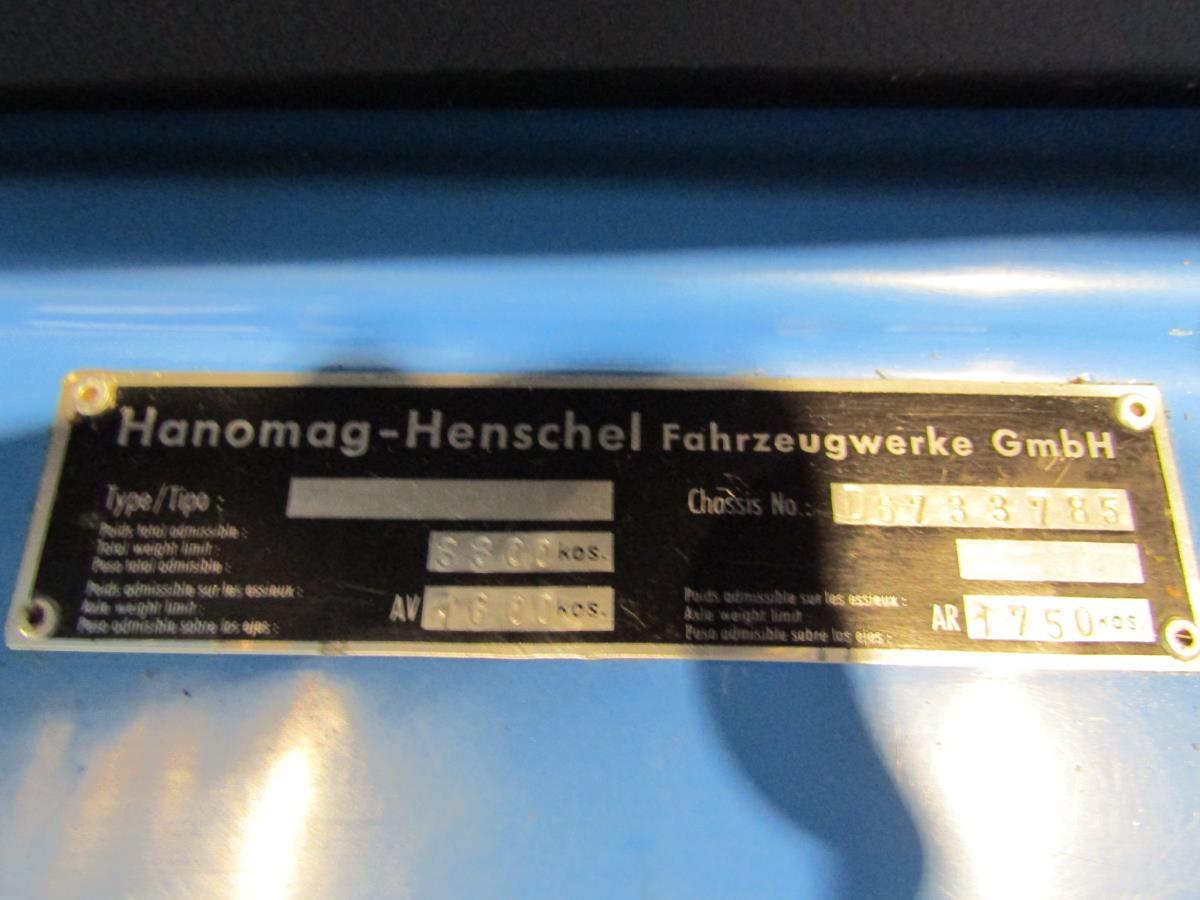 Hanomag-Henschel Fahrzeugwerke GmbH
Type/Tipo :
Chassis No.: D3733785
Poids total admissible :
Total weight limit :
Peso total admisible :
kgs.
Poids admissible sur les essieux :
Axle weight limit :
Peso admisible sobre los ejes :
AV 1600 kgs.
Poids admissible sur les essieux :
Axle weight limit
Peso admisible sobre los ejes :
AR 1750 kgs.